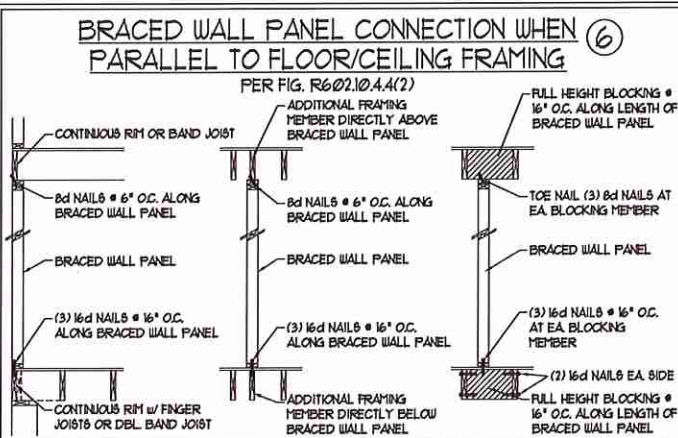 BRACED WALL PANEL CONNECTION WHEN
PARALLEL TO FLOOR/CEILING FRAMING
6
PER FIG. R602.10.4.4(2)
CONTINUOUS RIM OR BAND JOIST
8d NAILS @ 6" O.C. ALONG
BRACED WALL PANEL
BRACED WALL PANEL
(3) 16d NAILS @ 16" O.C.
ALONG BRACED WALL PANEL
CONTINUOUS RIM w/ FINGER
JOISTS OR DBL. BAND JOIST
ADDITIONAL FRAMING
MEMBER DIRECTLY ABOVE
BRACED WALL PANEL
8d NAILS @ 6" O.C. ALONG
BRACED WALL PANEL
BRACED WALL PANEL
(3) 16d NAILS @ 16" O.C.
ALONG BRACED WALL PANEL
ADDITIONAL FRAMING
MEMBER DIRECTLY BELOW
BRACED WALL PANEL
FULL HEIGHT BLOCKING @
16" O.C. ALONG LENGTH OF
BRACED WALL PANEL
TOE NAIL (3) 8d NAILS AT
EA. BLOCKING MEMBER
BRACED WALL PANEL
(3) 16d NAILS @ 16" O.C.
AT EA. BLOCKING
MEMBER
(2) 16d NAILS EA. SIDE
FULL HEIGHT BLOCKING @
16" O.C. ALONG LENGTH OF
BRACED WALL PANEL